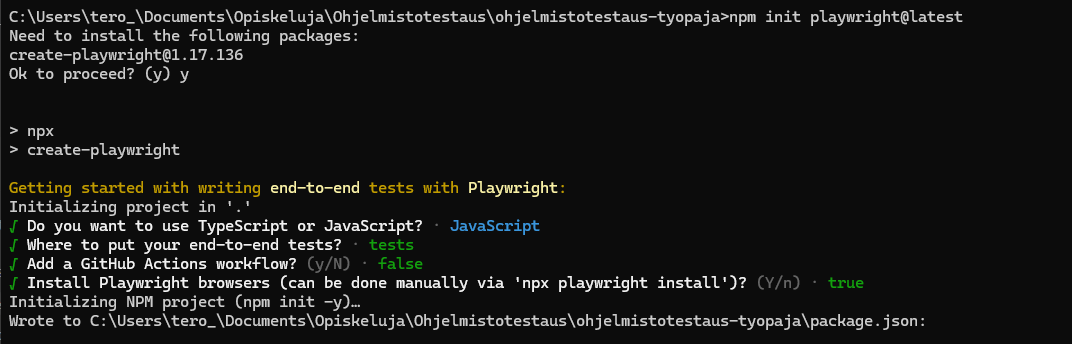 C:\Users\tero_\Documents\Opiskeluja\Ohjelmistotestaus\ohjelmistotestaus-tyopaja>npm init playwright@latest
Need to install the following packages:
create-playwright@1.17.136
Ok to proceed? (y) y
> npx
> create-playwright
Getting started with writing end-to-end tests with Playwright:
Initializing project in '.'
√ Do you want to use TypeScript or JavaScript? · JavaScript
√ Where to put your end-to-end tests? · tests
√ Add a GitHub Actions workflow? (y/N) · false
√ Install Playwright browsers (can be done manually via 'npx playwright install')? (Y/n) · true
Initializing NPM project (npm init -y)…
Wrote to C:\Users\tero_\Documents\Opiskeluja\Ohjelmistotestaus\ohjelmistotestaus-tyopaja\package.json: